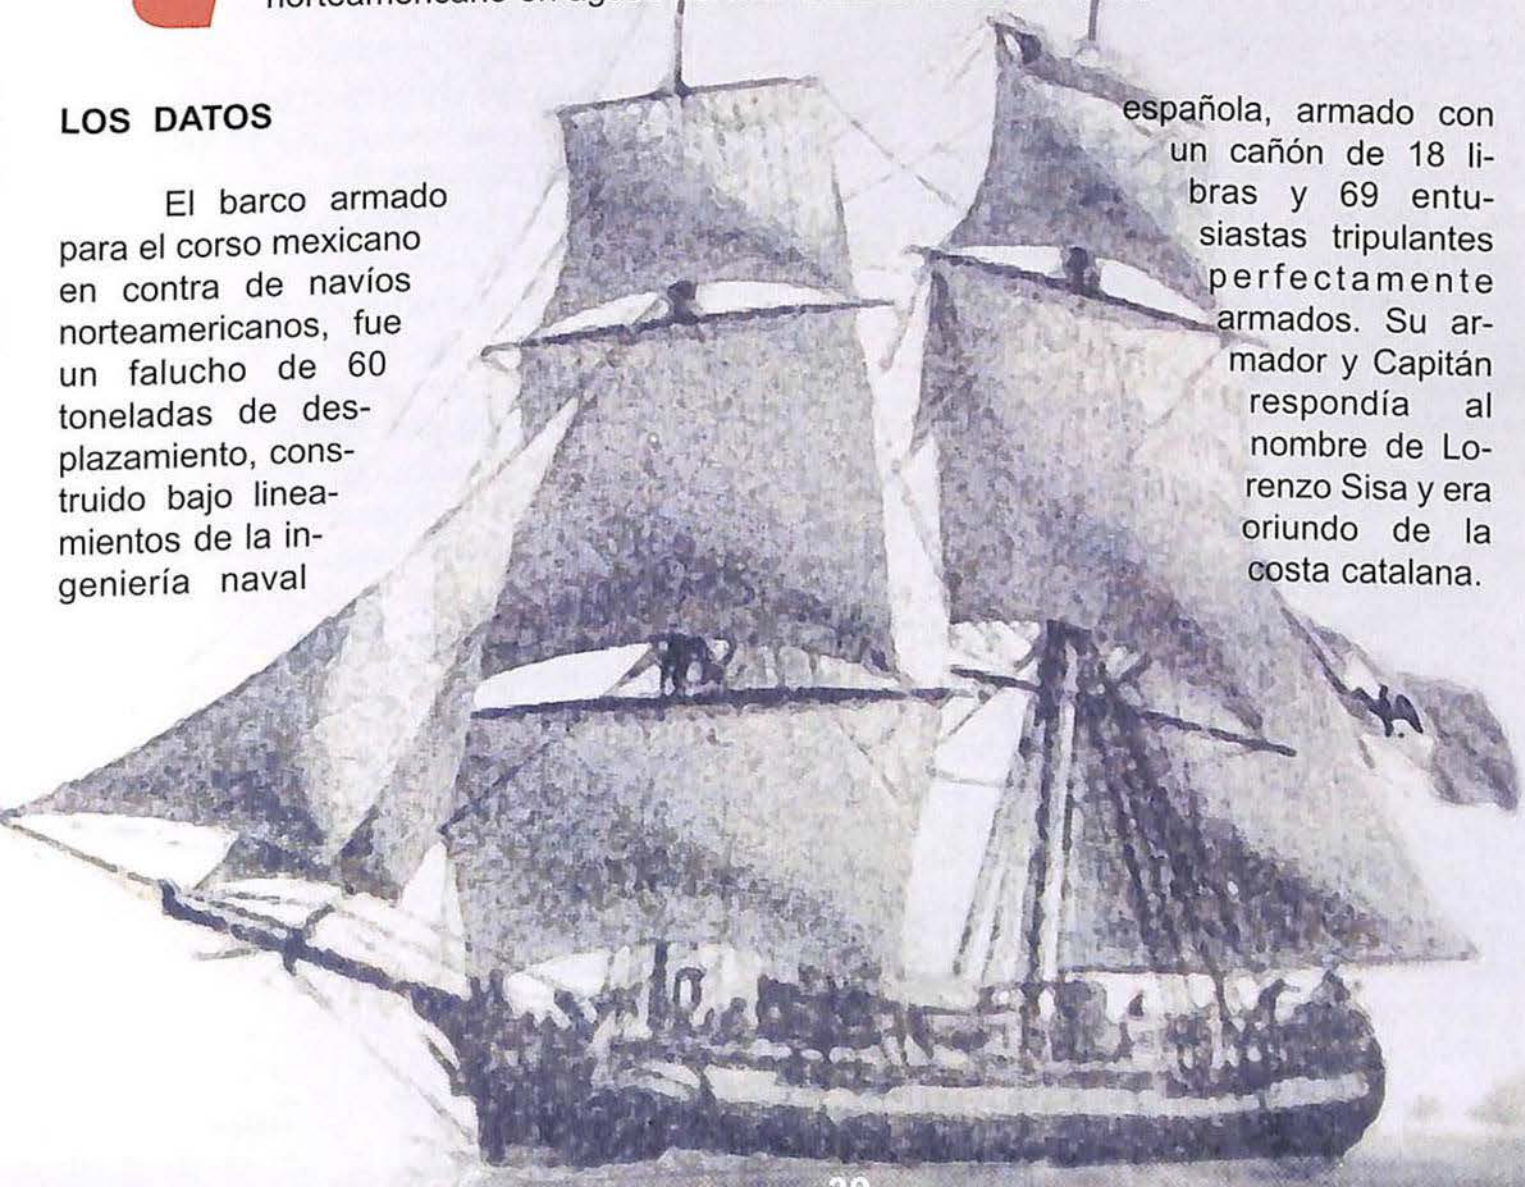 LOS DATOS
El barco armado
para el corso mexicano
en contra de navíos
norteamericanos, fue
un falucho de 60
toneladas de des-
plazamiento, cons-
truido bajo linea-
mientos de la in-
geniería naval
española, armado con
un cañón de 18 li-
bras y 69 entu-
siastas tripulantes
perfectamente
armados. Su ar-
mador y Capitán
respondía al
nombre de Lo-
renzo Sisa y era
oriundo de la
costa catalana.